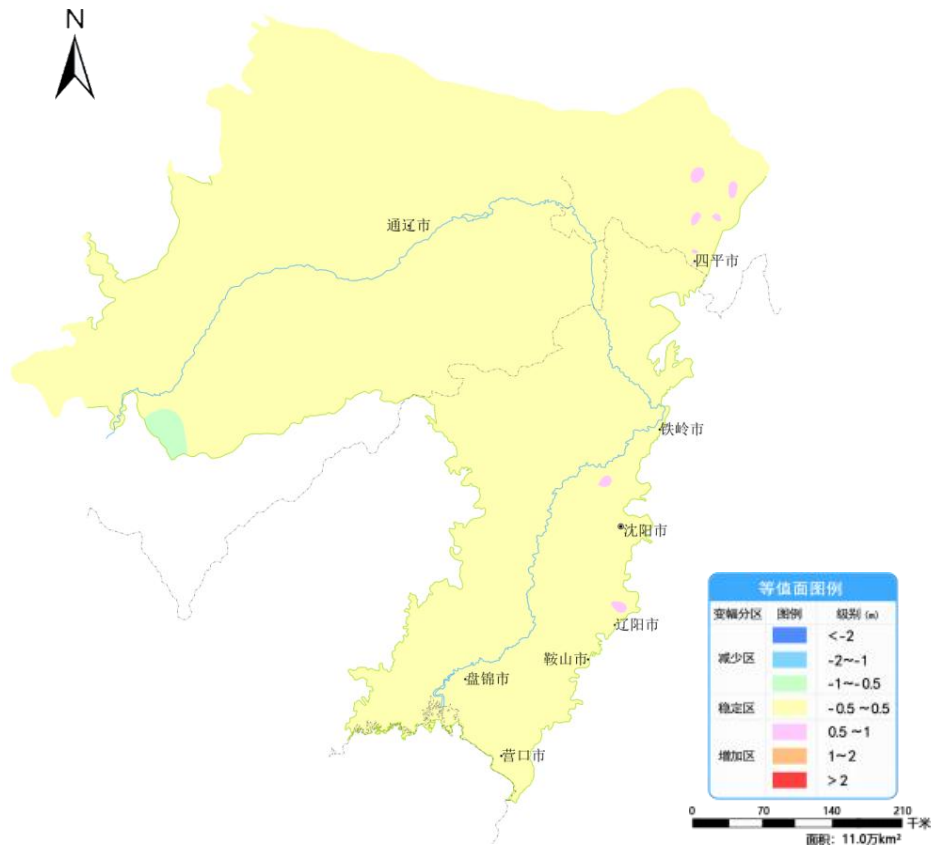 N
通辽市
四平市
铁岭市
沈阳市
辽阳市
鞍山市
盘锦市
营口市
等值面图例
变幅分区 图例 级别 (m)
减少区
<-2
-2~-1
-1~-0.5
稳定区 -0.5~0.5
增加区
0.5~1
1~2
>2
0 70 140 210 千米
面积: 11.0万km²